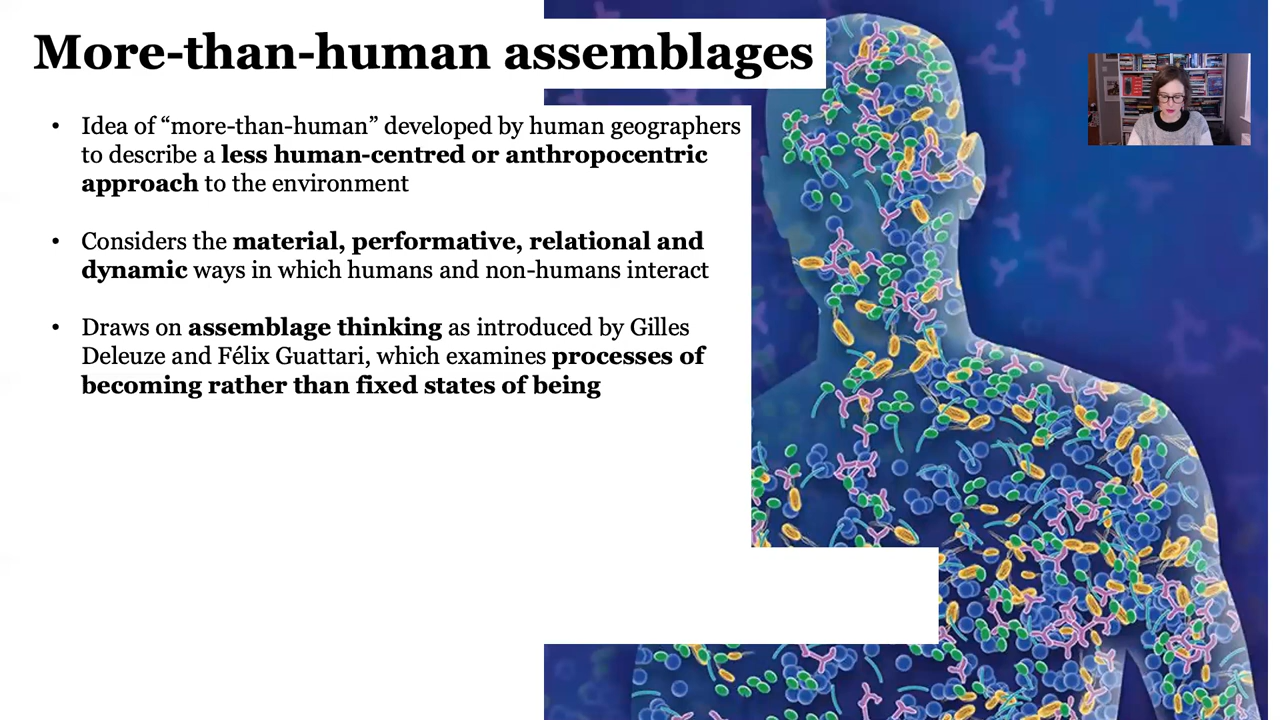 More-than-human assemblages
• Idea of “more-than-human” developed by human geographers
to describe a less human-centred or anthropocentric
approach to the environment
• Considers the material, performative, relational and
dynamic ways in which humans and non-humans interact
• Draws on assemblage thinking as introduced by Gilles
Deleuze and Félix Guattari, which examines processes of
becoming rather than fixed states of being